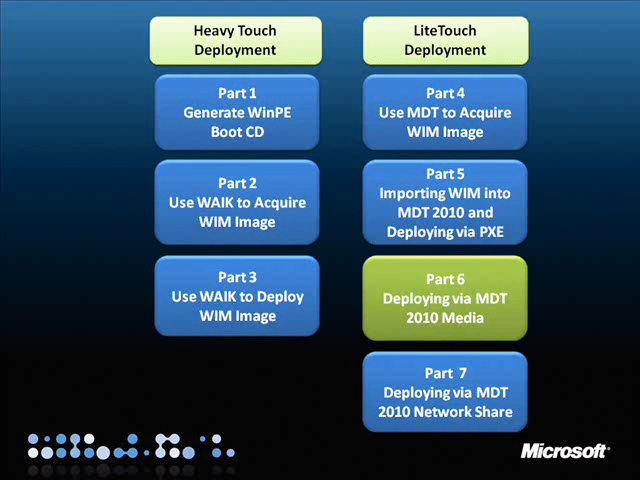 Heavy Touch
Deployment
Part 1
Generate WinPE
Boot CD
Part 2
Use WAIK to Acquire
WIM Image
Part 3
Use WAIK to Deploy
WIM Image
LiteTouch
Deployment
Part 4
Use MDT to Acquire
WIM Image
Part 5
Importing WIM into
MDT 2010 and
Deploying via PXE
Part 6
Deploying via MDT
2010 Media
Part 7
Deploying via MDT
2010 Network Share
Microsoft